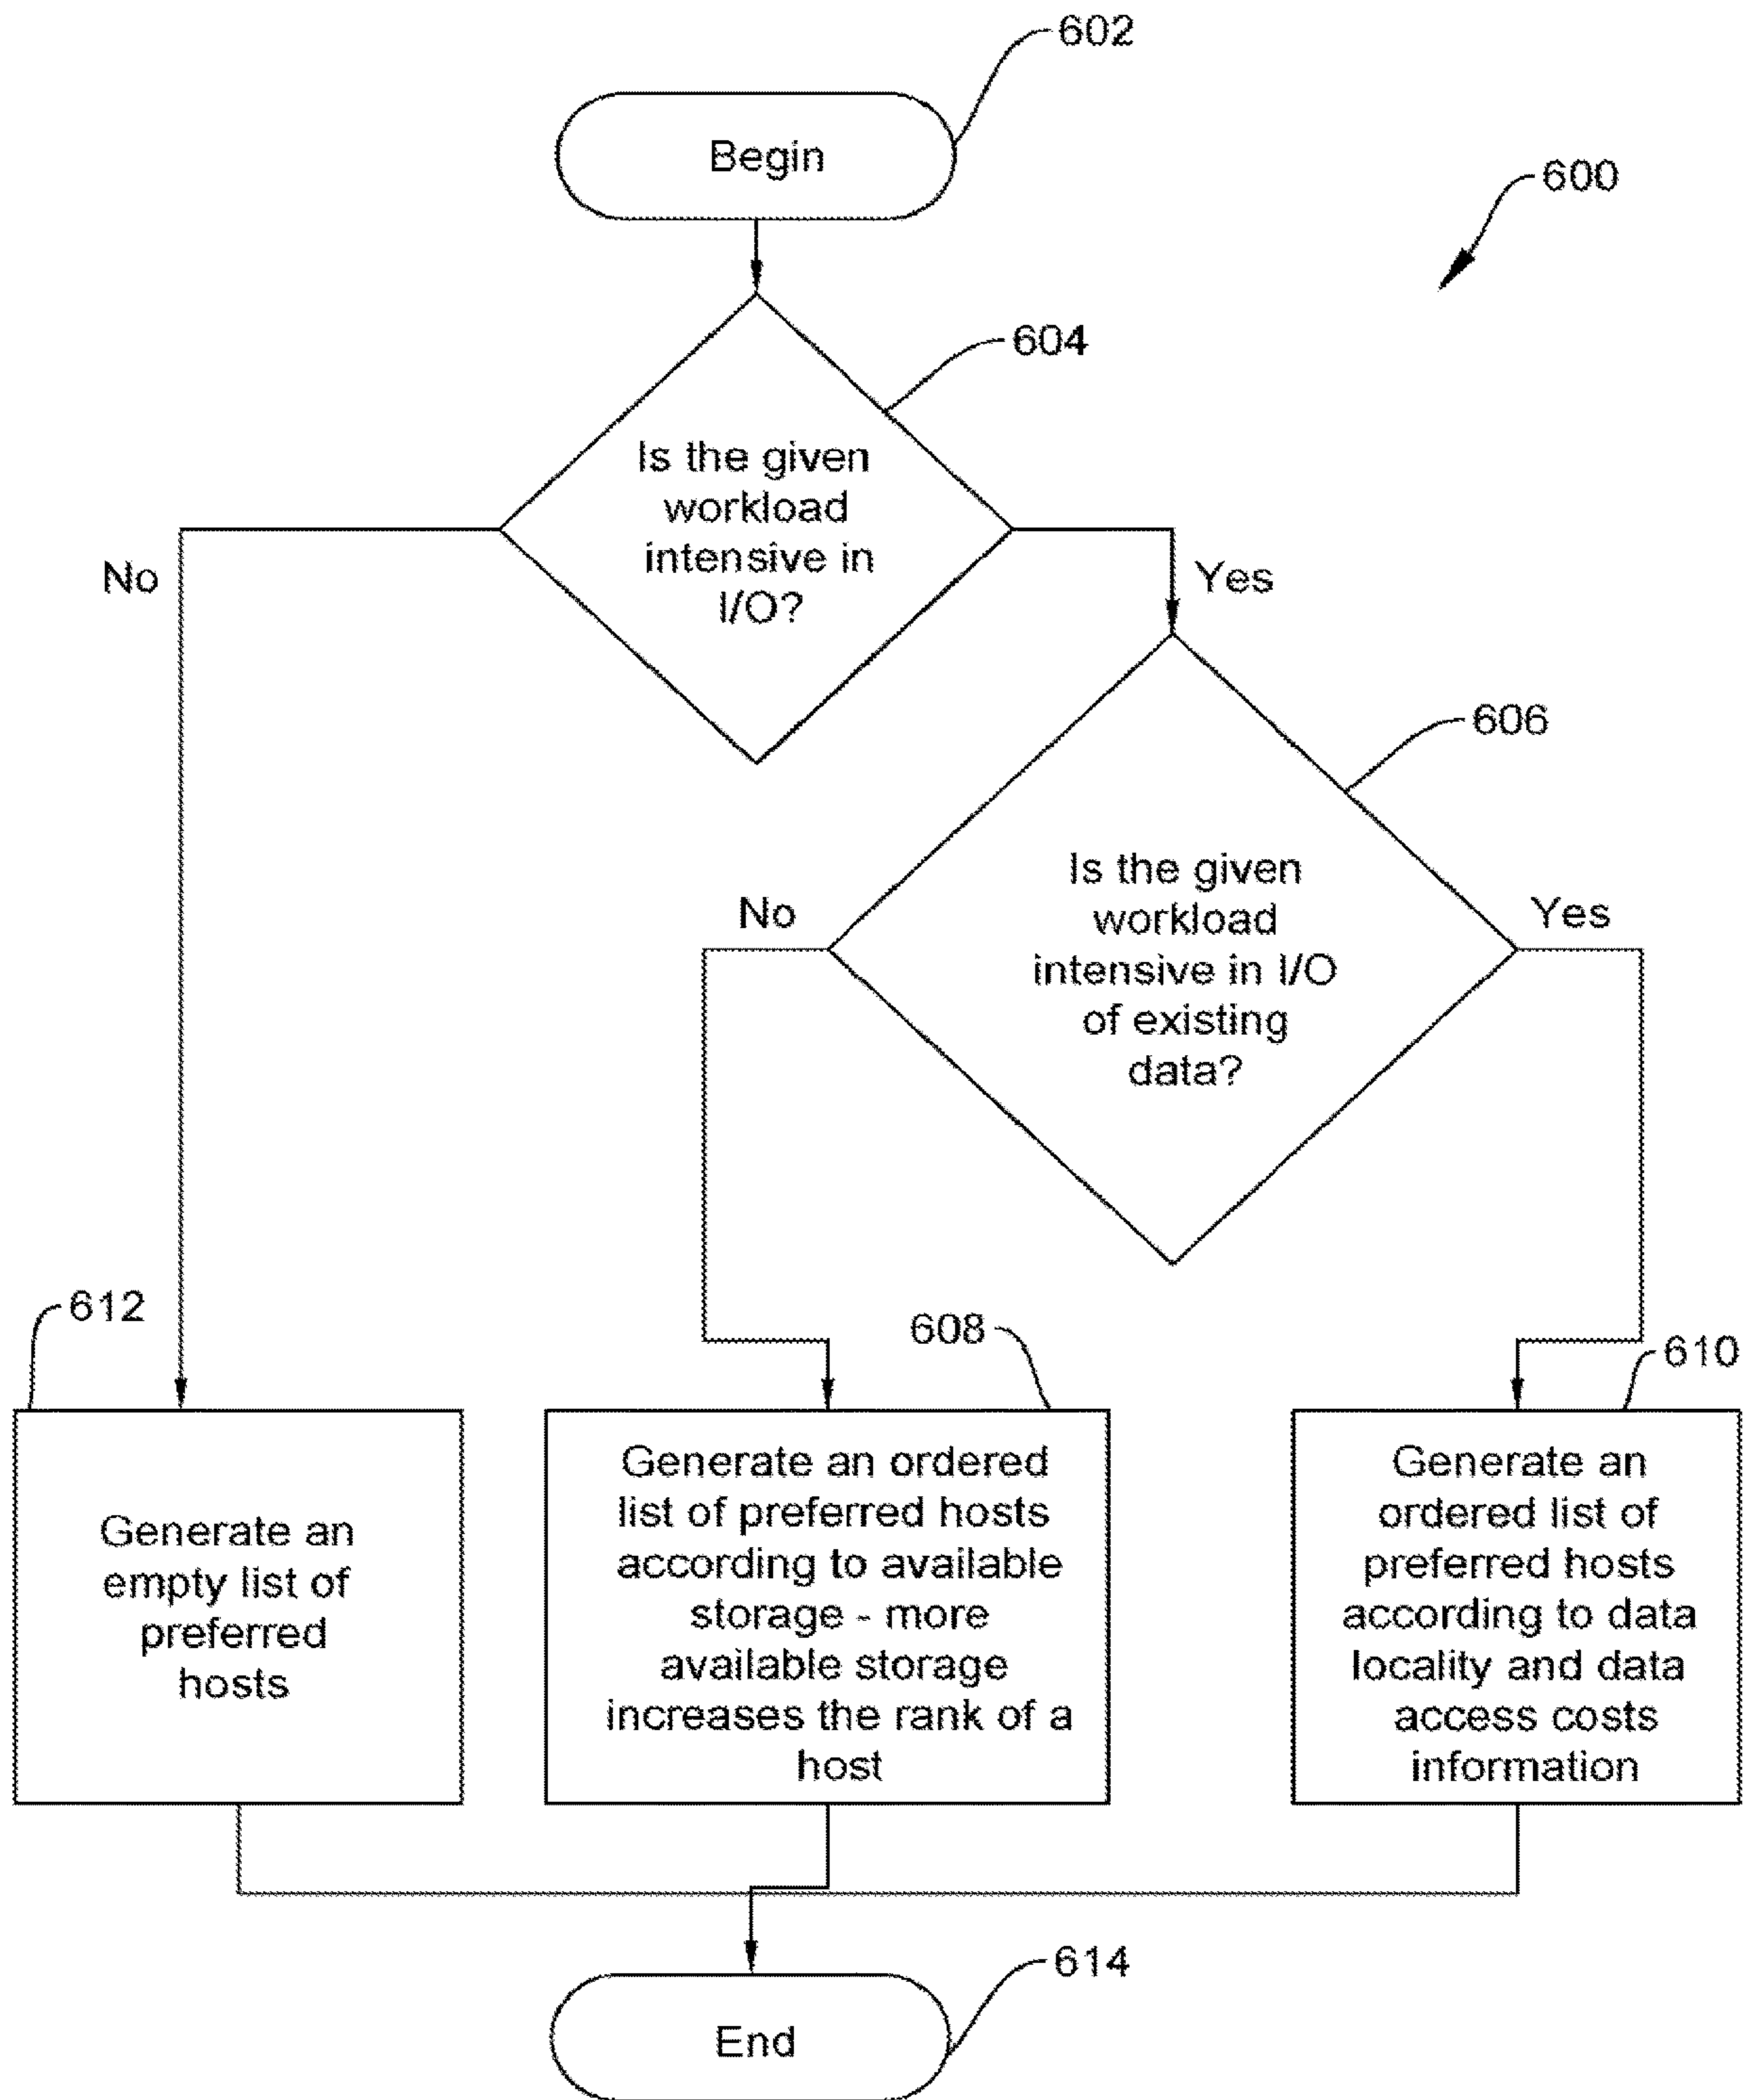 602
Begin
600
604
Is the given
workload
intensive in
I/O?
No
Yes
606
Is the given
workload
intensive in I/O
of existing
data?
No
Yes
612
608
610
Generate an
empty list of
preferred
hosts
Generate an ordered
list of preferred hosts
according to available
storage - more
available storage
increases the rank of a
host
Generate an
ordered list of
preferred hosts
according to data
locality and data
access costs
information
614
End